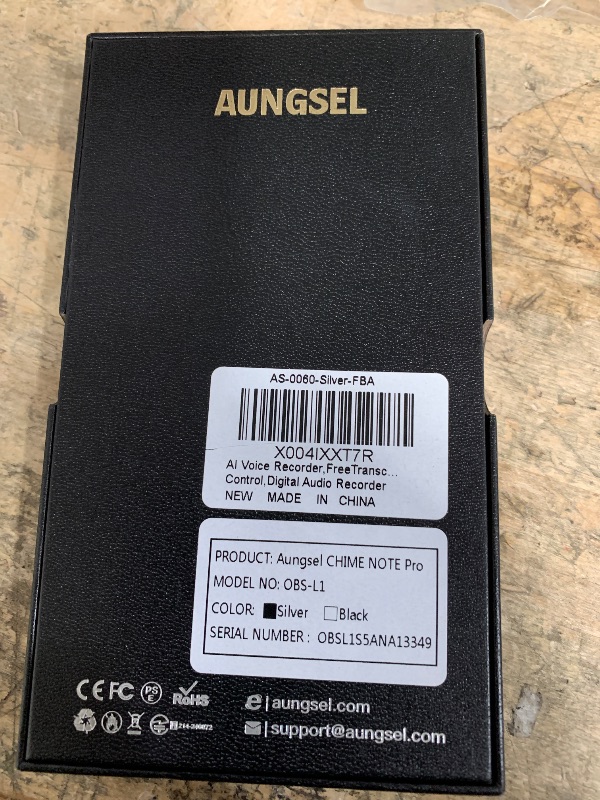 AUNGSEL
AS-0060-Silver-FBA
X004IXXT7R
AI Voice Recorder,FreeTransc...
Control,Digital Audio Recorder
NEW MADE IN CHINA
PRODUCT: Aungsel CHIME NOTE Pro
MODEL NO: OBS-L1
COLOR: Silver Black
SERIAL NUMBER : OBSL1S5ANA13349
CE FC PS E RoHS
aungsel.com
support@aungsel.com